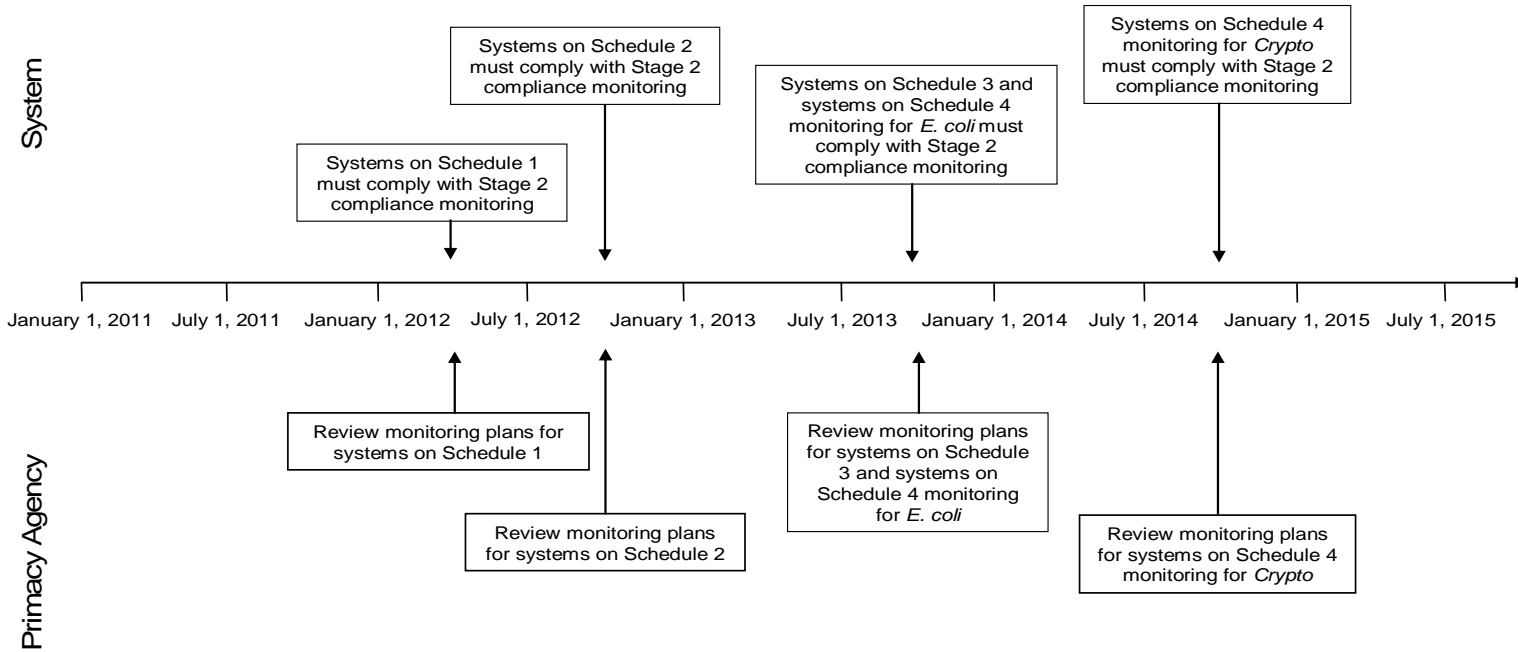 System
Systems on Schedule 1
must comply with Stage 2
compliance monitoring
Systems on Schedule 2
must comply with Stage 2
compliance monitoring
Systems on Schedule 3 and
systems on Schedule 4
monitoring for E. coli must
comply with Stage 2
compliance monitoring
Systems on Schedule 4
monitoring for Crypto
must comply with Stage 2
compliance monitoring
January 1, 2011
July 1, 2011
January 1, 2012
July 1, 2012
January 1, 2013
July 1, 2013
January 1, 2014
July 1, 2014
January 1, 2015
July 1, 2015
Primacy Agency
Review monitoring plans for
systems on Schedule 1
Review monitoring plans
for systems on Schedule 2
Review monitoring plans
for systems on Schedule
3 and systems on
Schedule 4 monitoring
for E. coli
Review monitoring plans
for systems on Schedule 4
monitoring for Crypto